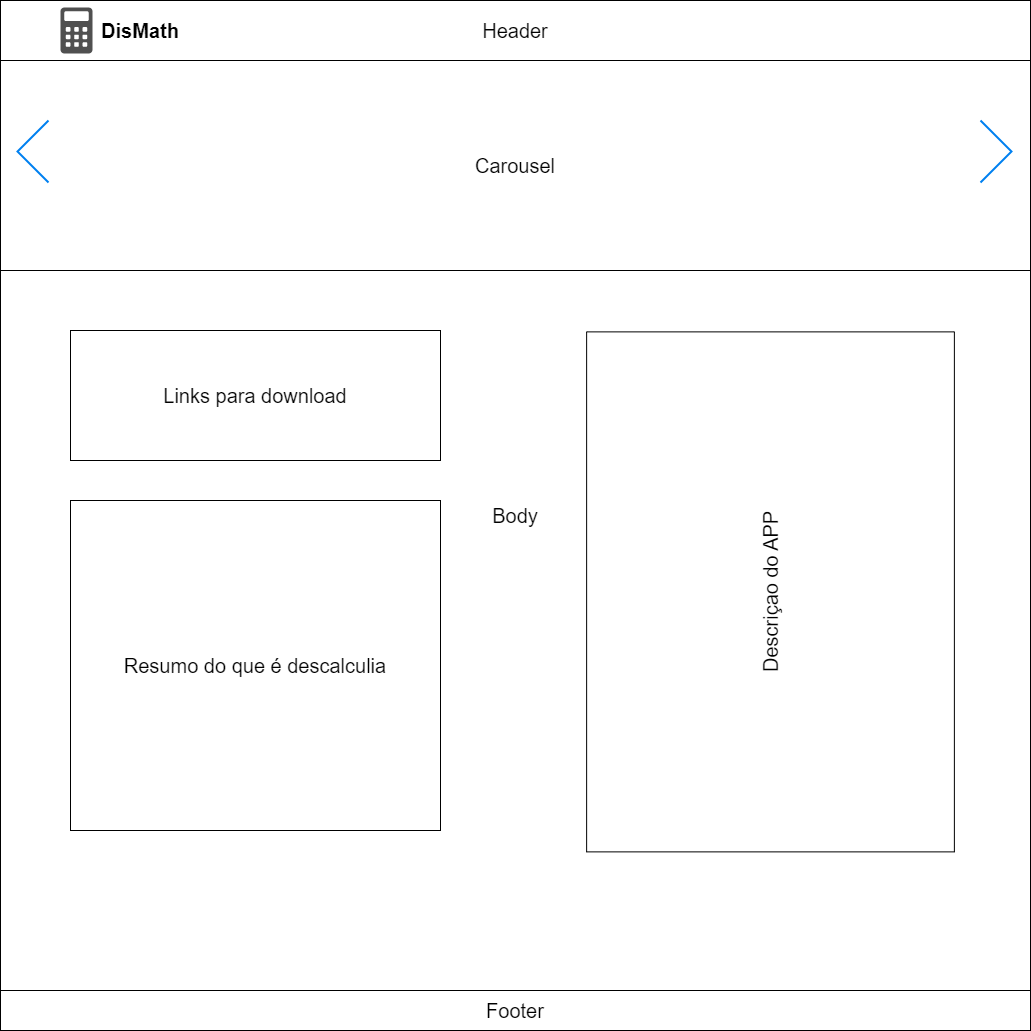 DisMath
Header
Carousel
Links para download
Body
Descriçao do APP
Resumo do que é descalculia
Footer